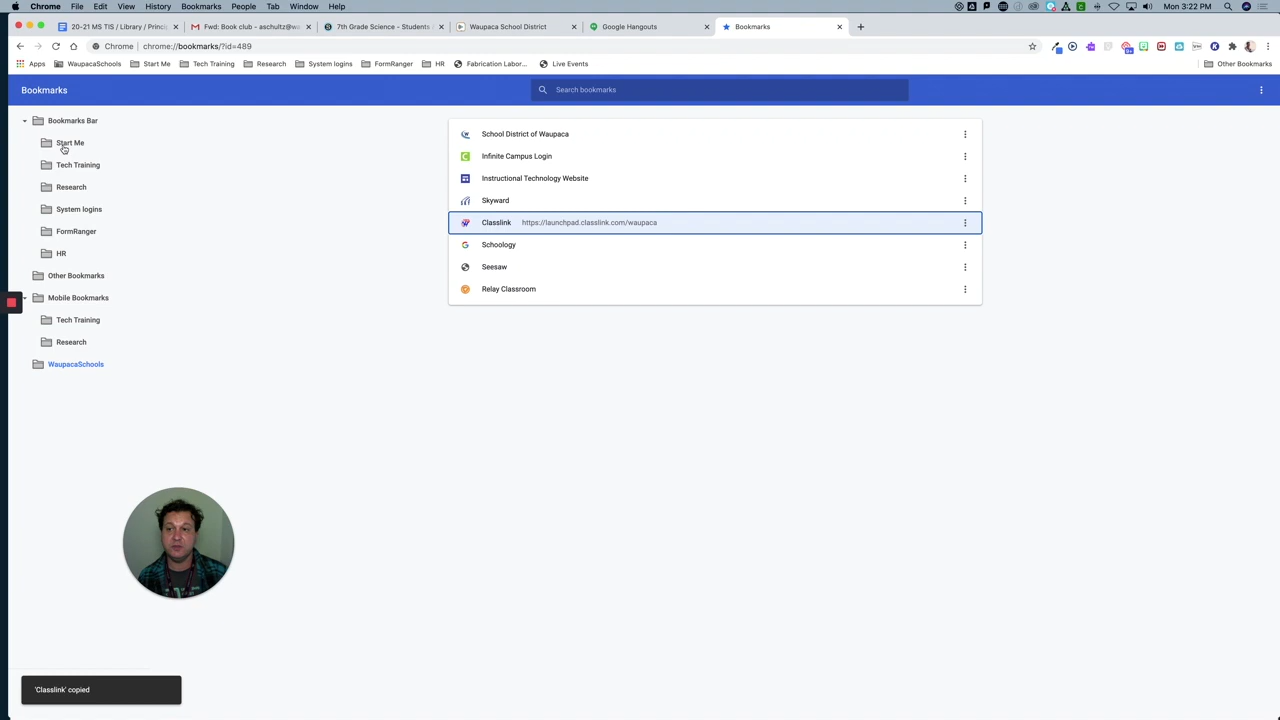 Chrome File Edit View History Bookmarks People Tab Window Help Mon 3:22 PM
20-21 MS TIS / Library / Princi Fwd: Book club - aschultz@wa 7th Grade Science - Students Waupaca School District Google Hangouts Bookmarks
Chrome chrome://bookmarks/?id=489
Apps WaupacaSchools Start Me Tech Training Research System logins FormRanger HR Fabrication Labor... Live Events Other Bookmarks
Bookmarks Search bookmarks
Bookmarks Bar
Start Me
Tech Training
Research
System logins
FormRanger
HR
Other Bookmarks
Mobile Bookmarks
Tech Training
Research
WaupacaSchools
School District of Waupaca
Infinite Campus Login
Instructional Technology Website
Skyward
Classlink https://launchpad.classlink.com/waupaca
Schoology
Seesaw
Relay Classroom
'Classlink' copied